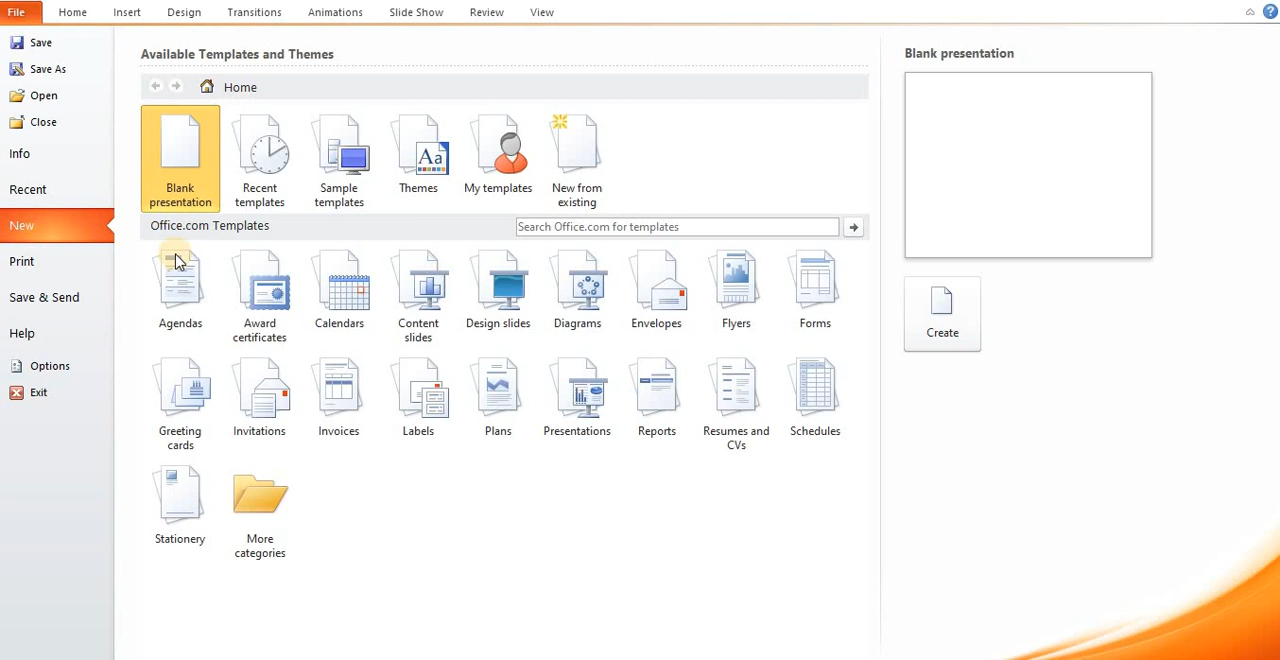 File Home Insert Design Transitions Animations Slide Show Review View
Save
Save As
Open
Close
Info
Recent
New
Print
Save & Send
Help
Options
Exit
Available Templates and Themes
Home
Blank presentation
Recent templates
Sample templates
Themes
My templates
New from existing
Office.com Templates
Search Office.com for templates
Agendas
Award certificates
Calendars
Content slides
Design slides
Diagrams
Envelopes
Flyers
Forms
Greeting cards
Invitations
Invoices
Labels
Plans
Presentations
Reports
Resumes and CVs
Schedules
Stationery
More categories
Blank presentation
Create